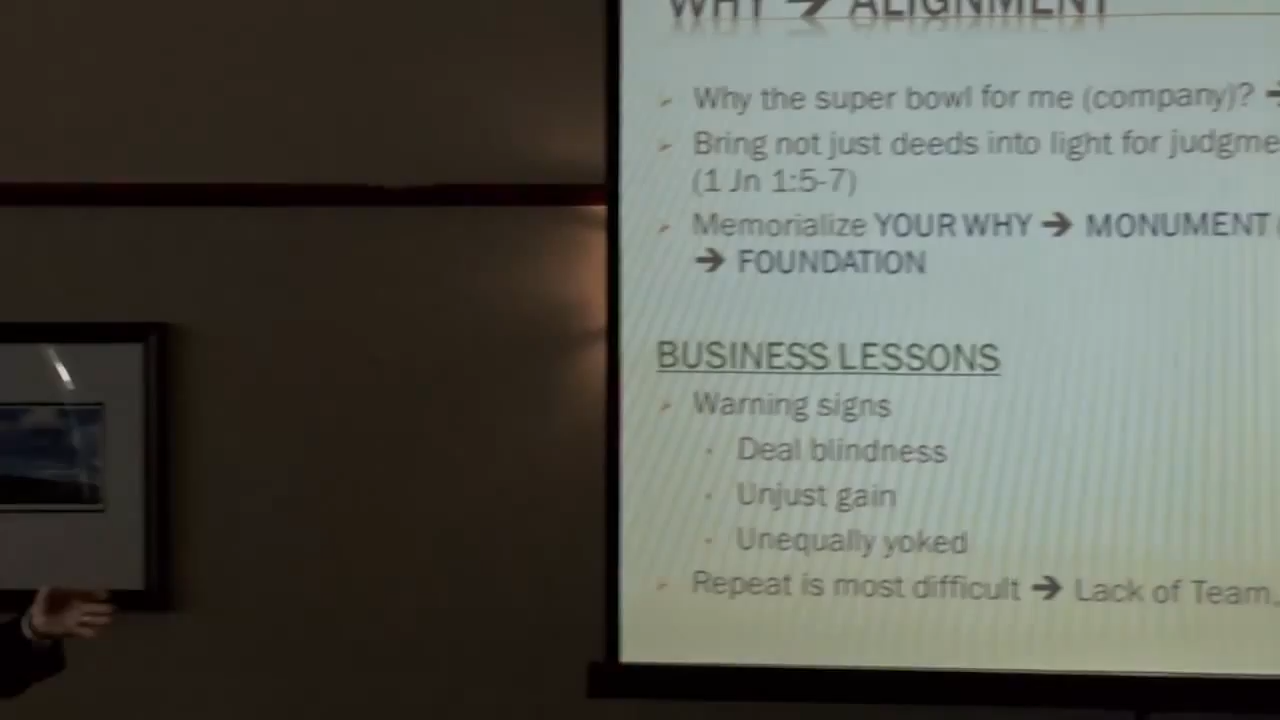 WHY ➔ ALIGNMENT
Why the super bowl for me (company)? ➔
Bring not just deeds into light for judgme
(1 Jn 1:5-7)
Memorialize YOUR WHY ➔ MONUMENT
➔ FOUNDATION
BUSINESS LESSONS
Warning signs
Deal blindness
Unjust gain
Unequally yoked
Repeat is most difficult ➔ Lack of Team.